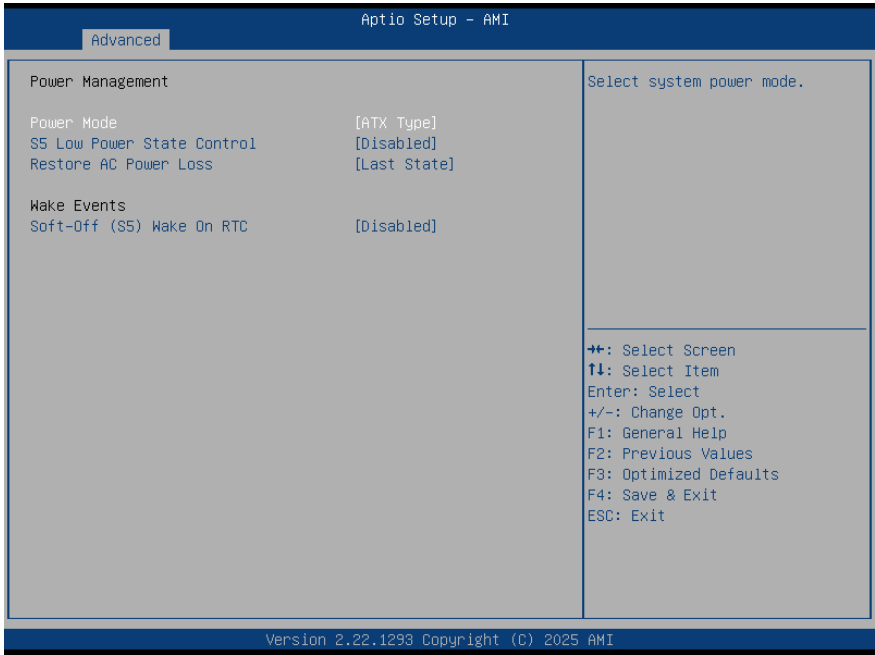 Aptio Setup - AMI
Advanced
Power Management
Power Mode [ATX Type]
S5 Low Power State Control [Disabled]
Restore AC Power Loss [Last State]
Wake Events
Soft-Off (S5) Wake On RTC [Disabled]
Select system power mode.
→←: Select Screen
↑↓: Select Item
Enter: Select
+/-: Change Opt.
F1: General Help
F2: Previous Values
F3: Optimized Defaults
F4: Save & Exit
ESC: Exit
Version 2.22.1293 Copyright (C) 2025 AMI